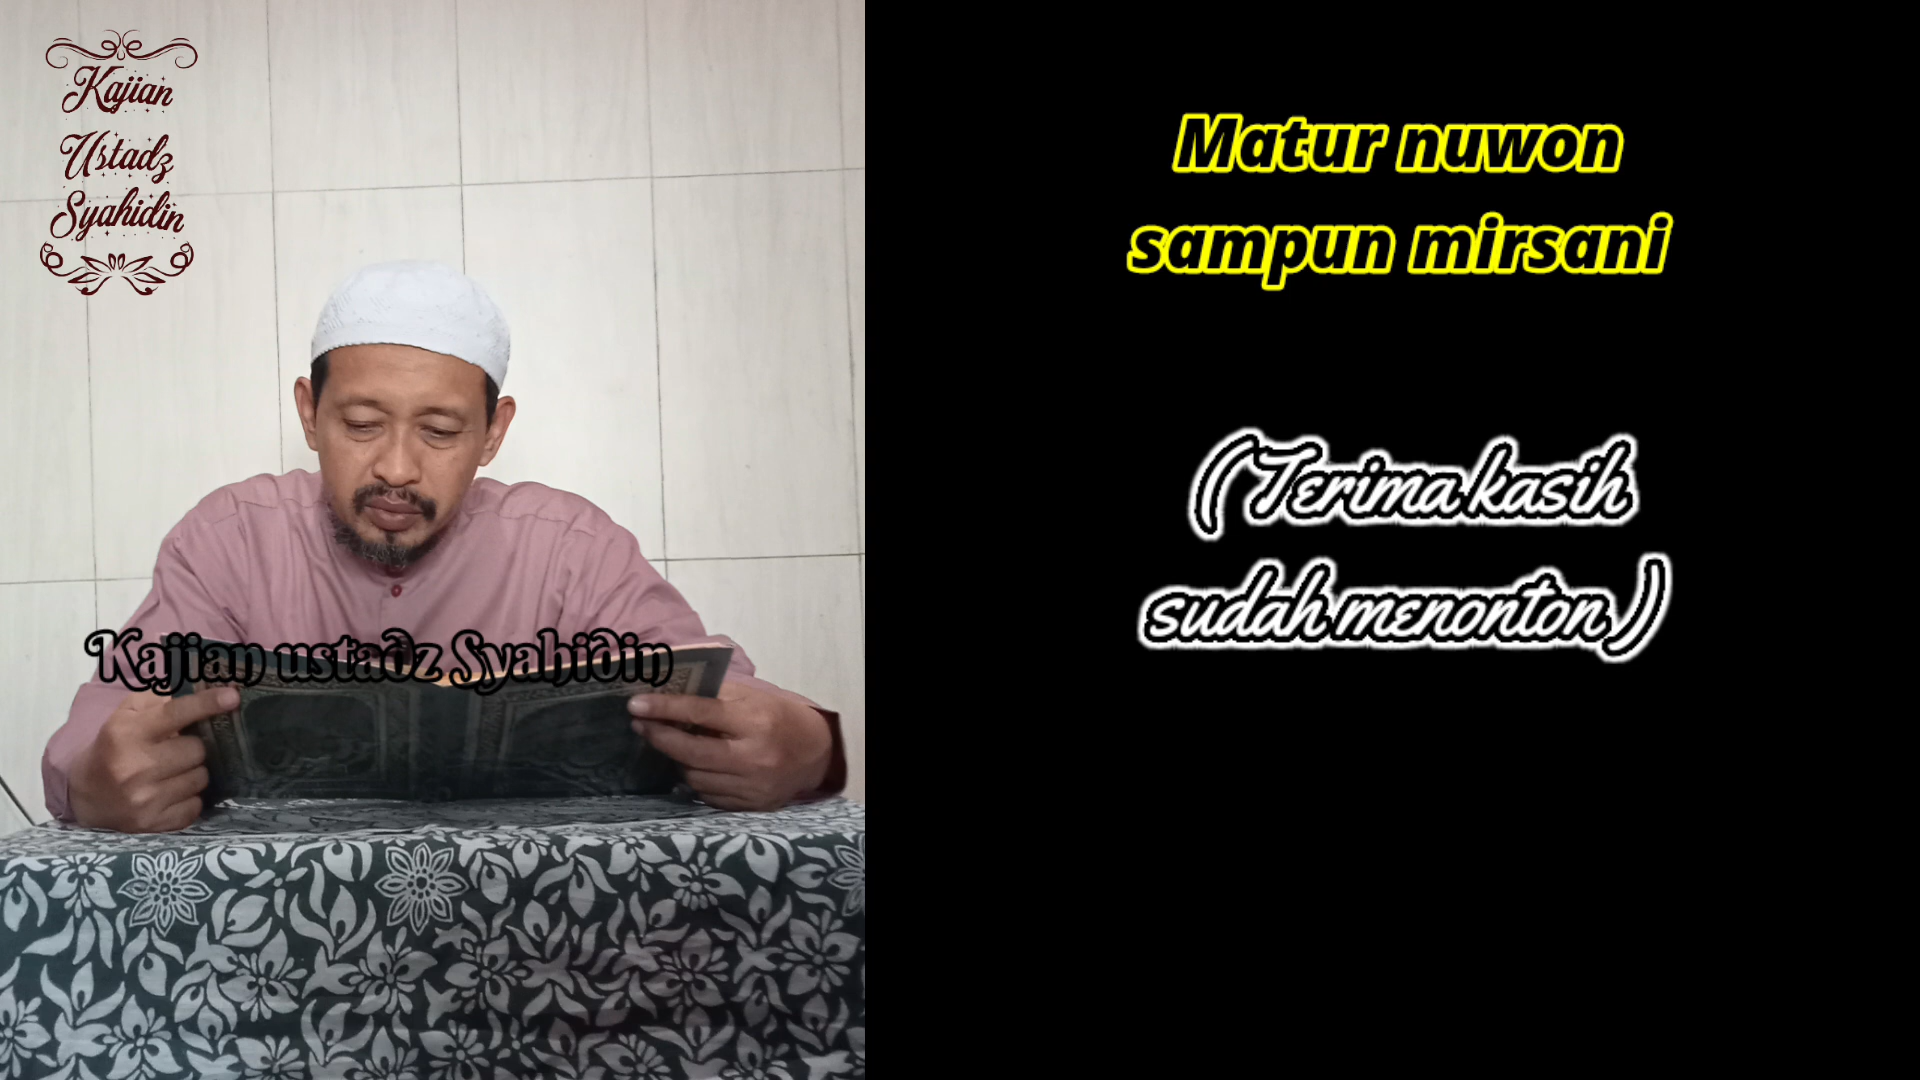 Kajian
Ustadz
Syahidin
Kajian ustadz Syahidin
Matur nuwon
sampun mirsani
(Terima kasih
sudah menonton)